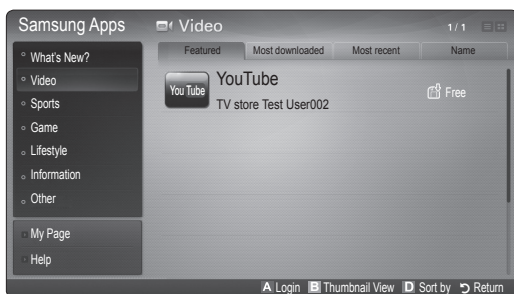 Samsung Apps
Video
1/1
What's New?
Video
Sports
Game
Lifestyle
Information
Other
My Page
Help
Featured
Most downloaded
Most recent
Name
You Tube
YouTube
TV store Test User002
Free
A Login B Thumbnail View D Sort by Return